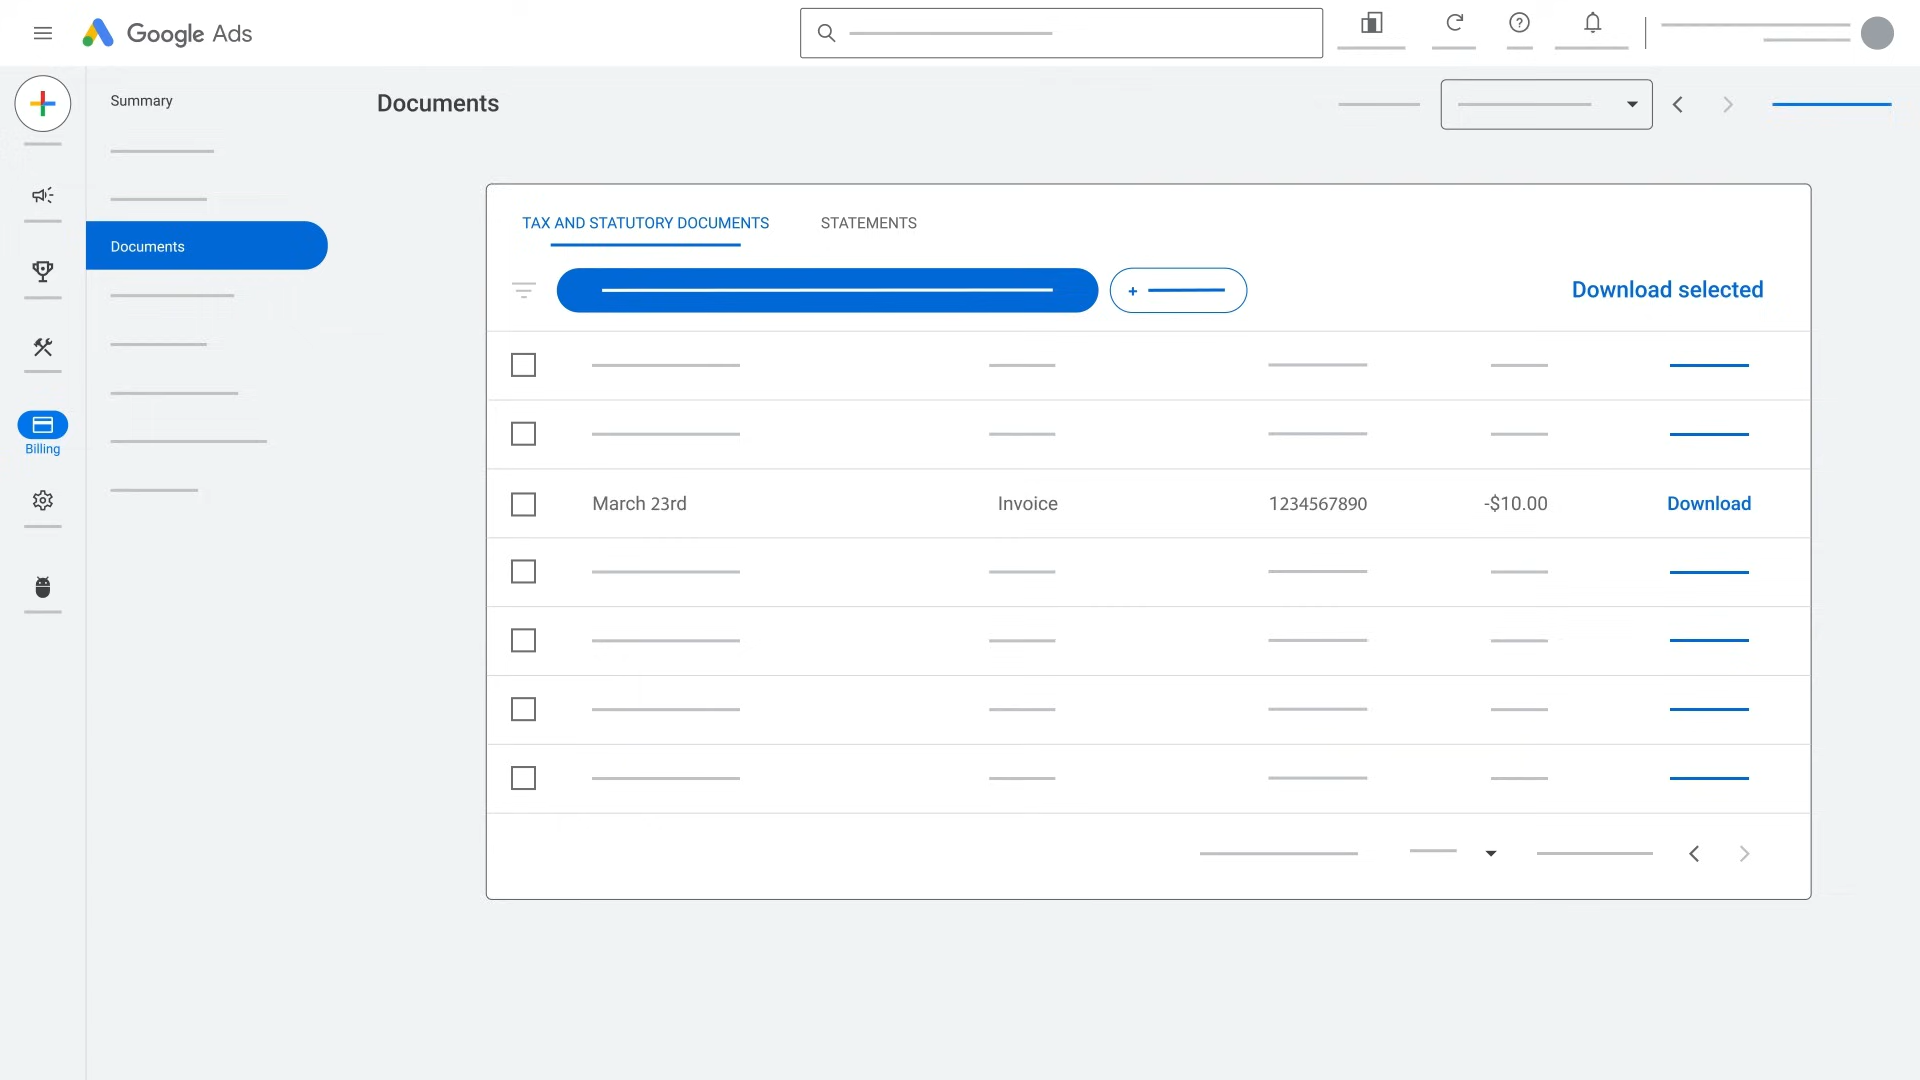 Google Ads
Summary
Documents
Documents
Billing
TAX AND STATUTORY DOCUMENTS STATEMENTS
+ Download selected
March 23rd Invoice 1234567890 -$10.00 Download